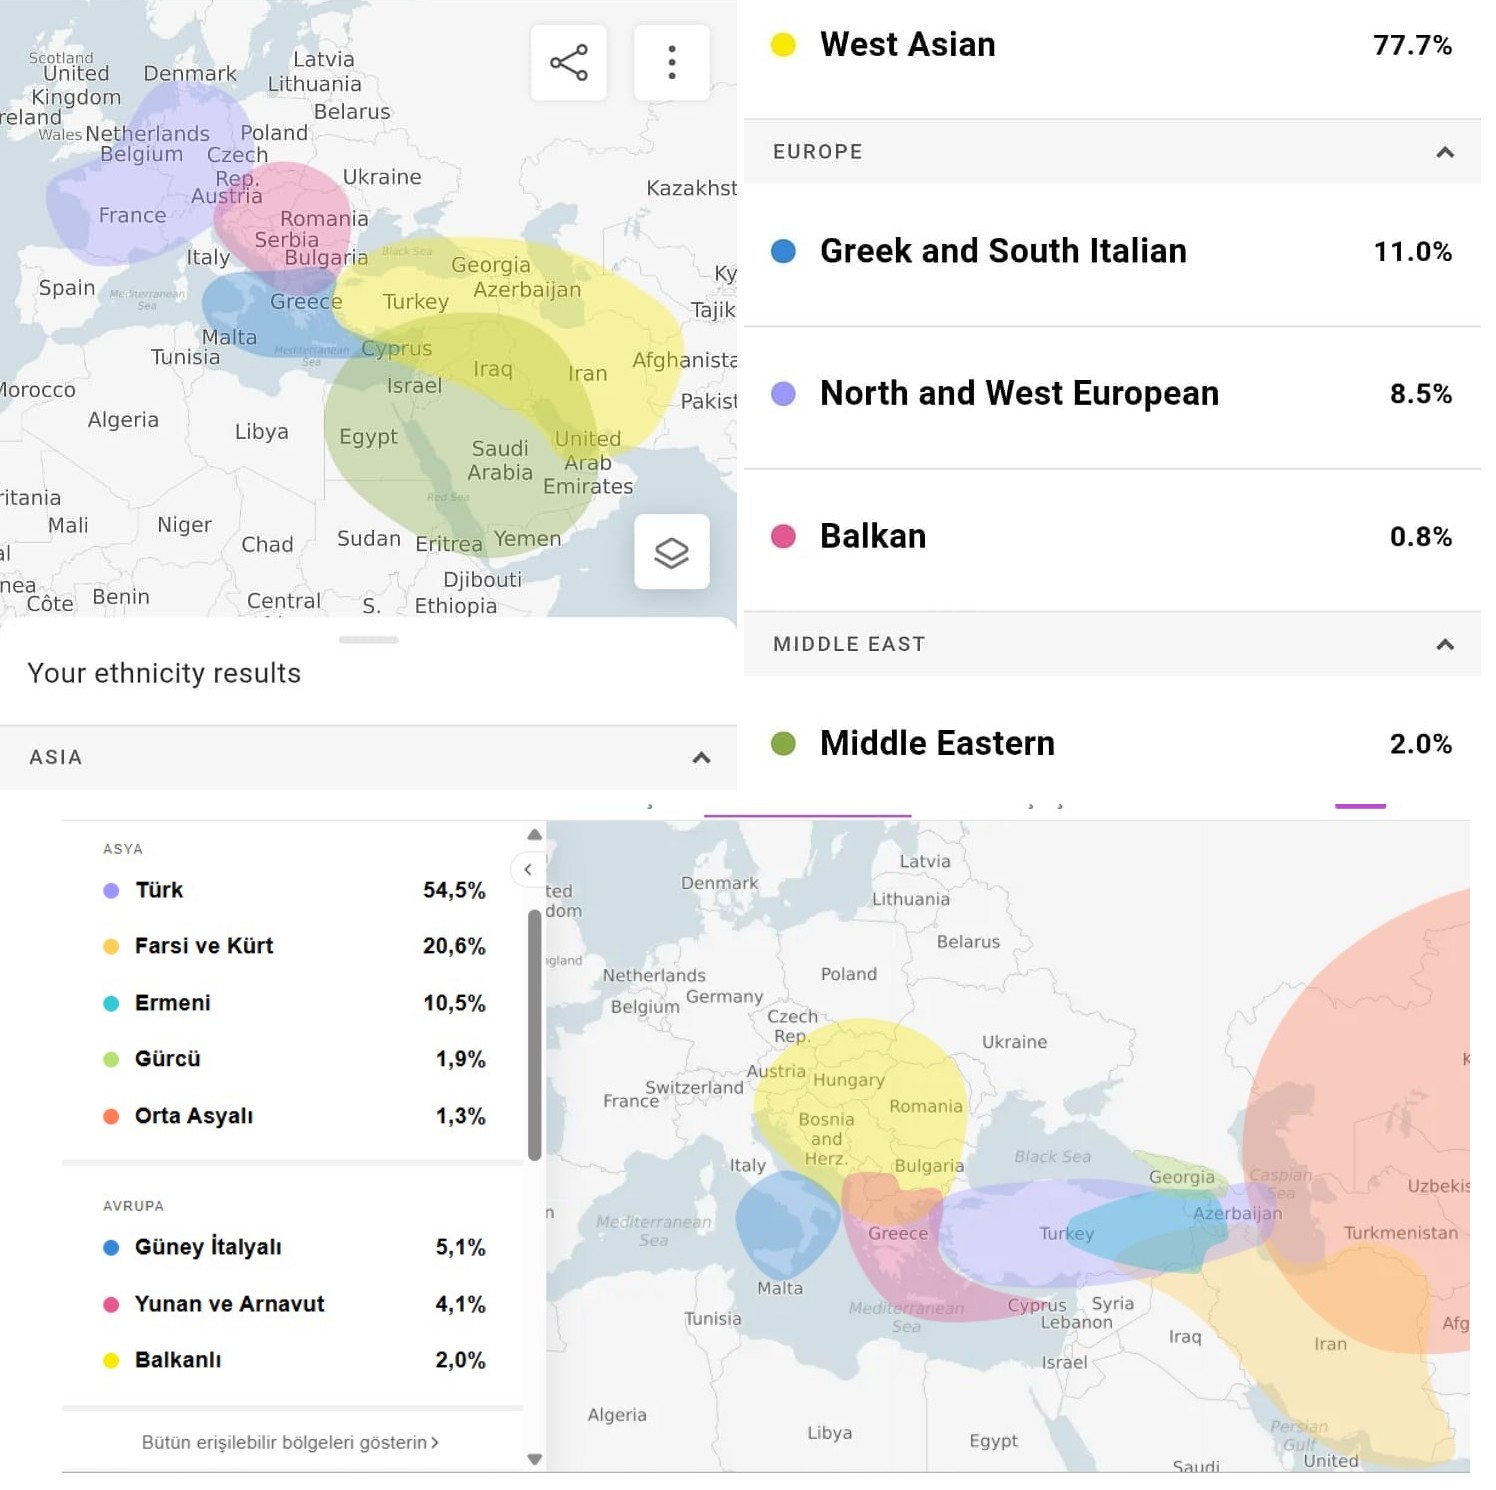 Scotland
United
Kingdom
Denmark
Latvia
Lithuania
Belarus
reland
Wales
Netherlands
Belgium
Poland
Czech
Rep.
Austria
Ukraine
France
Romania
Serbia
Bulgaria
Italy
Spain
Mediterranean
Sea
Black Sea
Georgia
Azerbaijan
Kazakhst
Ky
Tajik
Greece
Turkey
Malta
Tunisia
Mediterranean
Sea
Cyprus
Iraq
Iran
Afghanista
Israel
Pakist
Morocco
Algeria
Libya
Egypt
Saudi
Arabia
United
Arab
Emirates
Red Sea
ritania
Mali
Niger
Chad
Sudan
Eritrea
Yemen
al
nea
Côte
Benin
Central
S.
Djibouti
Ethiopia
Your ethnicity results
ASIA
West Asian 77.7%
EUROPE
Greek and South Italian 11.0%
North and West European 8.5%
Balkan 0.8%
MIDDLE EAST
Middle Eastern 2.0%
ASYA
Türk 54,5%
Farsi ve Kürt 20,6%
Ermeni 10,5%
Gürcü 1,9%
Orta Asyalı 1,3%
AVRUPA
Güney İtalyalı 5,1%
Yunan ve Arnavut 4,1%
Balkanlı 2,0%
Bütün erişilebilir bölgeleri gösterin
ted
dom
ngland
Denmark
Latvia
Lithuania
Belarus
Netherlands
Belgium
Germany
Poland
Czech
Rep.
Ukraine
Austria
Switzerland
France
Hungary
Romania
Bosnia
and
Herz.
Italy
Bulgaria
Black Sea
Georgia
Caspian
Sea
Azerbaijan
Uzbekis
Turkmenistan
Mediterranean
Sea
Greece
Turkey
Malta
Tunisia
Mediterranean
Sea
Cyprus
Syria
Lebanon
Iraq
Iran
Afg
Israel
Algeria
Libya
Egypt
Persian
Gulf
United
Saudi